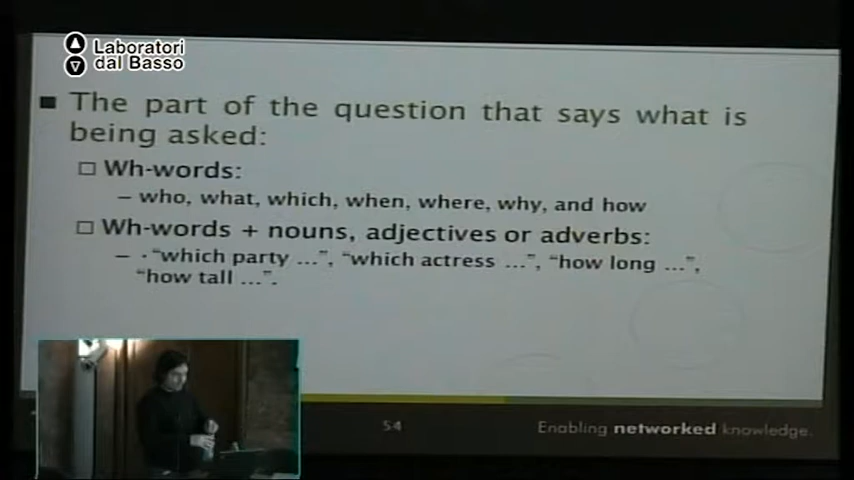 Laboratori
dal Basso
The part of the question that says what is
being asked:
Wh-words:
– who, what, which, when, where, why, and how
Wh-words + nouns, adjectives or adverbs:
– · “which party ...”, “which actress ...”, “how long ...”,
“how tall ...”.
54
Enabling networked knowledge.